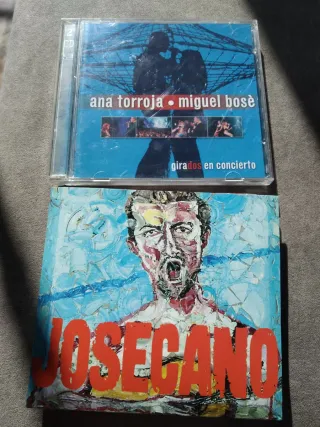 ana torroja • miguel bosè
girados en concierto
JOSECANO